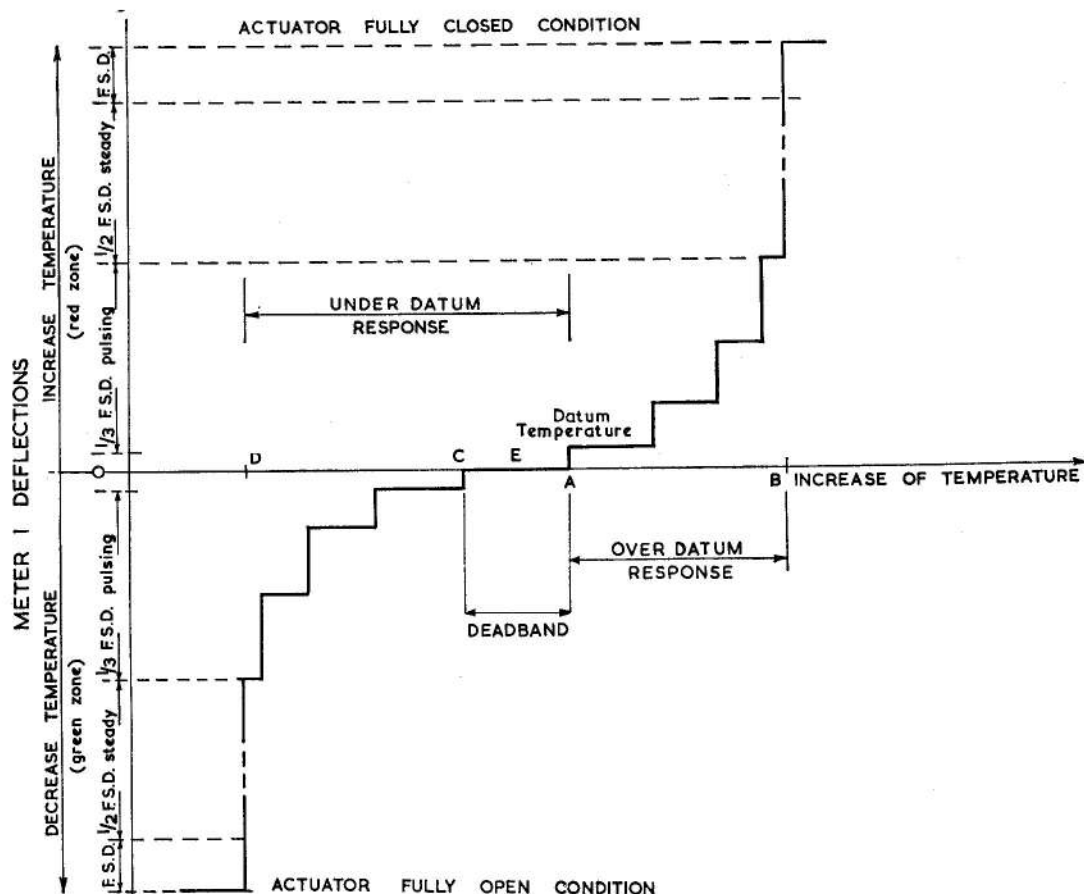 ACTUATOR FULLY CLOSED CONDITION
METER 1 DEFLECTIONS
INCREASE TEMPERATURE
(red zone)
F.S.D.
1/2 F.S.D. steady
1/3 F.S.D. pulsing
UNDER DATUM
RESPONSE
Datum
Temperature
O
D
C
E
A
B
INCREASE OF TEMPERATURE
OVER DATUM
RESPONSE
DEADBAND
DECREASE TEMPERATURE
(green zone)
1/3 F.S.D. pulsing
1/2 F.S.D. steady
F.S.D.
ACTUATOR FULLY OPEN CONDITION